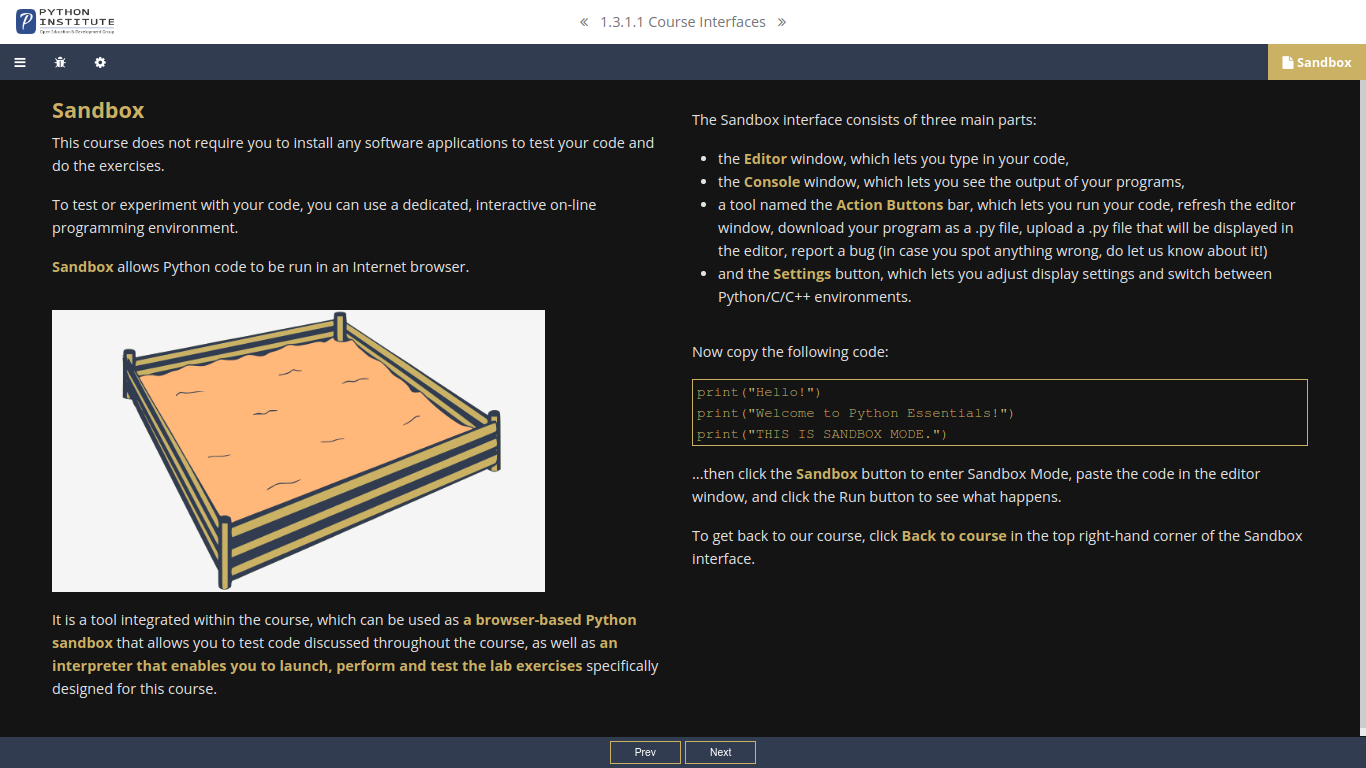 PYTHON
INSTITUTE
Open Education & Development Group
« 1.3.1.1 Course Interfaces »
Sandbox
Sandbox
This course does not require you to install any software applications to test your code and
do the exercises.
To test or experiment with your code, you can use a dedicated, interactive on-line
programming environment.
Sandbox allows Python code to be run in an Internet browser.
It is a tool integrated within the course, which can be used as a browser-based Python
sandbox that allows you to test code discussed throughout the course, as well as an
interpreter that enables you to launch, perform and test the lab exercises specifically
designed for this course.
The Sandbox interface consists of three main parts:
• the Editor window, which lets you type in your code,
• the Console window, which lets you see the output of your programs,
• a tool named the Action Buttons bar, which lets you run your code, refresh the editor
window, download your program as a .py file, upload a .py file that will be displayed in
the editor, report a bug (in case you spot anything wrong, do let us know about it!)
• and the Settings button, which lets you adjust display settings and switch between
Python/C/C++ environments.
Now copy the following code:
print("Hello!")
print("Welcome to Python Essentials!")
print("THIS IS SANDBOX MODE.")
...then click the Sandbox button to enter Sandbox Mode, paste the code in the editor
window, and click the Run button to see what happens.
To get back to our course, click Back to course in the top right-hand corner of the Sandbox
interface.
Prev
Next